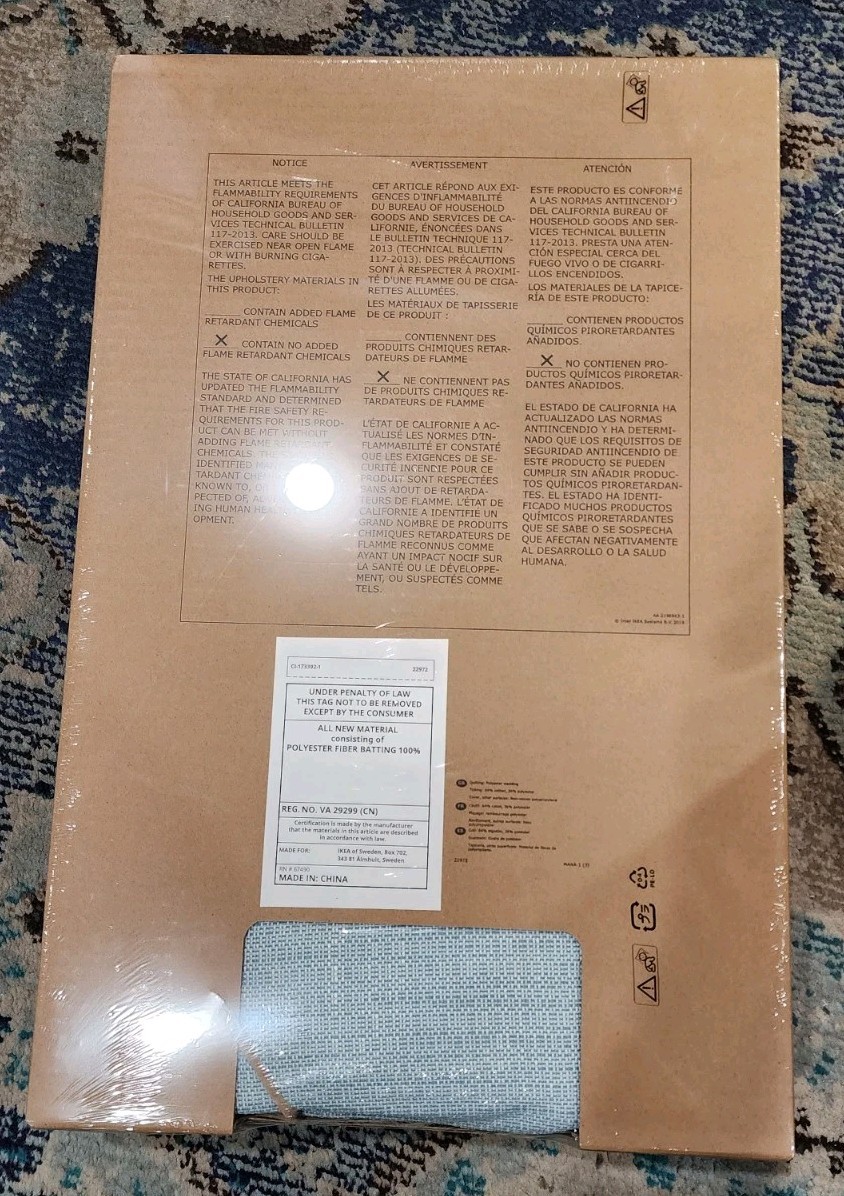 NOTICE
THIS ARTICLE MEETS THE
FLAMMABILITY REQUIREMENTS
OF CALIFORNIA BUREAU OF
HOUSEHOLD GOODS AND SER-
VICES TECHNICAL BULLETIN
117-2013. CARE SHOULD BE
EXERCISED NEAR OPEN FLAME
OR WITH BURNING CIGA-
RETTES.
THE UPHOLSTERY MATERIALS IN
THIS PRODUCT:
____ CONTAIN ADDED FLAME
RETARDANT CHEMICALS
X CONTAIN NO ADDED
FLAME RETARDANT CHEMICALS
THE STATE OF CALIFORNIA HAS
UPDATED THE FLAMMABILITY
STANDARD AND DETERMINED
THAT THE FIRE SAFETY RE-
QUIREMENTS FOR THIS PROD-
UCT CAN BE MET WITHOUT
ADDING FLAME
CHEMICALS.
IDENTIFIED
TARDANT
KNOWN TO,
PECTED OF,
ING HUMAN
OPMENT.
AVERTISSEMENT
CET ARTICLE RÉPOND AUX EXI-
GENCES D'INFLAMMABILITÉ
DU BUREAU OF HOUSEHOLD
GOODS AND SERVICES DE CA-
LIFORNIE, ÉNONCÉES DANS
LE BULLETIN TECHNIQUE 117-
2013 (TECHNICAL BULLETIN
117-2013). DES PRÉCAUTIONS
SONT À RESPECTER À PROXIMI-
TÉ D'UNE FLAMME OU DE CIGA-
RETTES ALLUMÉES.
LES MATÉRIAUX DE TAPISSERIE
DE CE PRODUIT :
____ CONTIENNENT DES
PRODUITS CHIMIQUES RETAR-
DATEURS DE FLAMME
X NE CONTIENNENT PAS
DE PRODUITS CHIMIQUES RE-
TARDATEURS DE FLAMME
L'ÉTAT DE CALIFORNIE A AC-
TUALISÉ LES NORMES D'IN-
FLAMMABILITÉ ET CONSTATÉ
QUE LES EXIGENCES DE SÉ-
CURITÉ INCENDIE POUR CE
PRODUIT SONT RESPECTÉES
SANS AJOUT DE RETARDA-
TEURS DE FLAMME. L'ÉTAT DE
CALIFORNIE A IDENTIFIE UN
GRAND NOMBRE DE PRODUITS
CHIMIQUES RETARDATEURS DE
FLAMME RECONNUS COMME
AYANT UN IMPACT NOCIF SUR
LA SANTÉ OU LE DÉVELOPPE-
MENT, OU SUSPECTÉS COMME
TELS.
ATENCIÓN
ESTE PRODUCTO ES CONFORME
A LAS NORMAS ANTIINCENDIO
DEL CALIFORNIA BUREAU OF
HOUSEHOLD GOODS AND SER-
VICES TECHNICAL BULLETIN
117-2013. PRESTA UNA ATEN-
CIÓN ESPECIAL CERCA DEL
FUEGO VIVO O DE CIGARRI-
LLOS ENCENDIDOS.
LOS MATERIALES DE LA TAPICE-
RÍA DE ESTE PRODUCTO:
____ CONTIENEN PRODUCTOS
QUÍMICOS PIRORETARDANTES
AÑADIDOS.
X NO CONTIENEN PRO-
DUCTOS QUÍMICOS PIRORETAR-
DANTES AÑADIDOS.
EL ESTADO DE CALIFORNIA HA
ACTUALIZADO LAS NORMAS
ANTIINCENDIO Y HA DETERMI-
NADO QUE LOS REQUISITOS DE
SEGURIDAD ANTIINCENDIO DE
ESTE PRODUCTO SE PUEDEN
CUMPLIR SIN AÑADIR PRODUC-
TOS QUÍMICOS PIRORETARDAN-
TES. EL ESTADO HA IDENTI-
FICADO MUCHOS PRODUCTOS
QUÍMICOS PIRORETARDANTES
QUE SE SABE O SE SOSPECHA
QUE AFECTAN NEGATIVAMENTE
AL DESARROLLO O LA SALUD
HUMANA.
© Inter IKEA Systems B.V. 2019
22972
UNDER PENALTY OF LAW
THIS TAG NOT TO BE REMOVED
EXCEPT BY THE CONSUMER
ALL NEW MATERIAL
consisting of
POLYESTER FIBER BATTING 100%
REG. NO. VA 29299 (CN)
Certification is made by the manufacturer
that the materials in this article are described
in accordance with law.
MADE FOR: IKEA of Sweden, Box 702,
343 81 Älmhult, Sweden
MADE IN: CHINA
22972